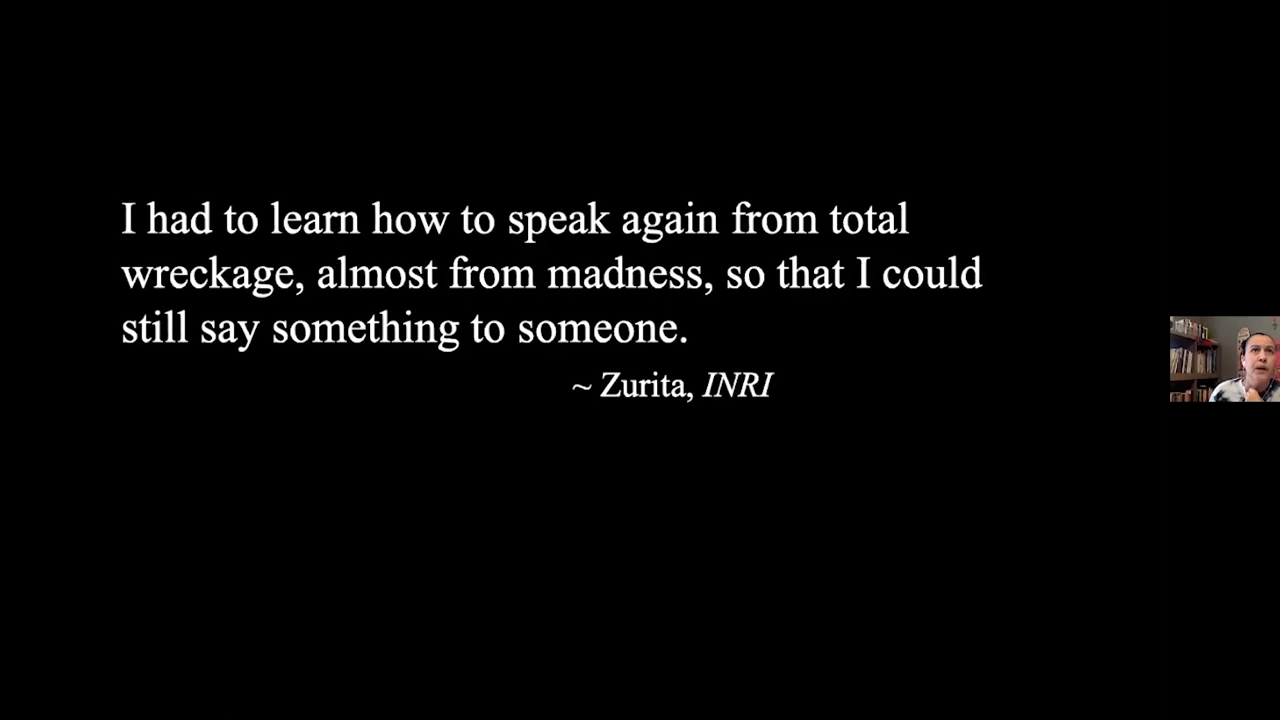 I had to learn how to speak again from total
wreckage, almost from madness, so that I could
still say something to someone.
~ Zurita, INRI